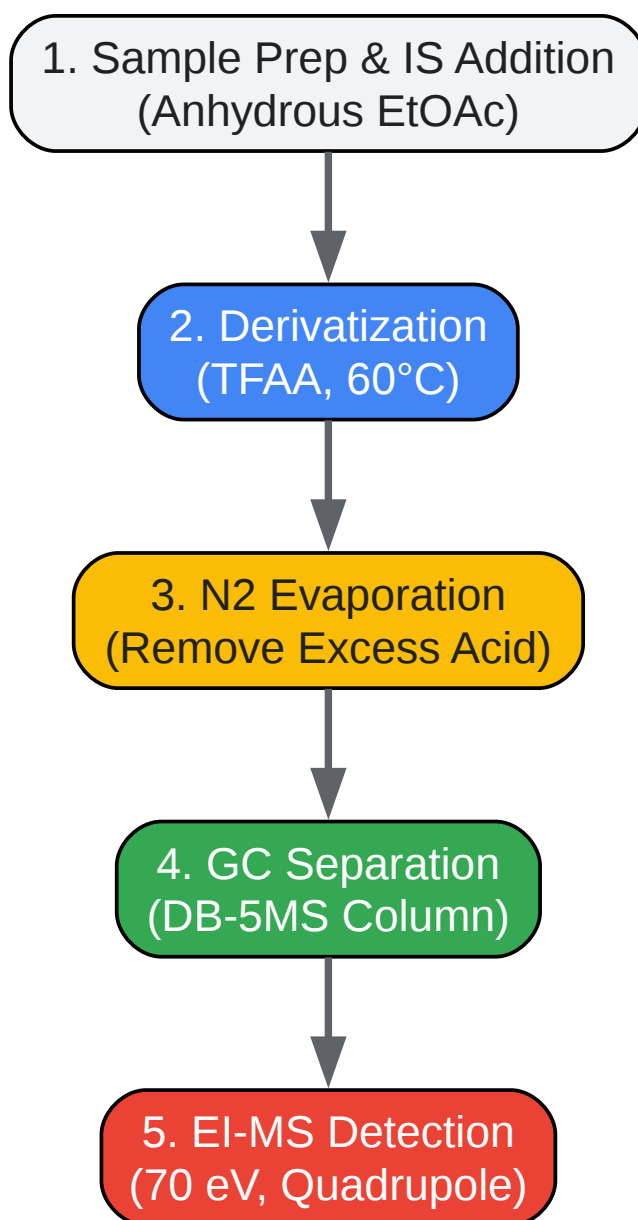 1. Sample Prep & IS Addition
(Anhydrous EtOAc)
2. Derivatization
(TFAA, 60°C)
3. N2 Evaporation
(Remove Excess Acid)
4. GC Separation
(DB-5MS Column)
5. EI-MS Detection
(70 eV, Quadrupole)